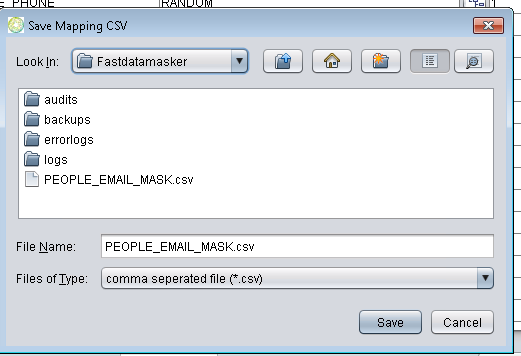 PHONE RANDOM
Save Mapping CSV
Look In: Fastdatamasker
audits
backups
errorlogs
logs
PEOPLE_EMAIL_MASK.csv
File Name: PEOPLE_EMAIL_MASK.csv
Files of Type: comma seperated file (*.csv)
Save Cancel